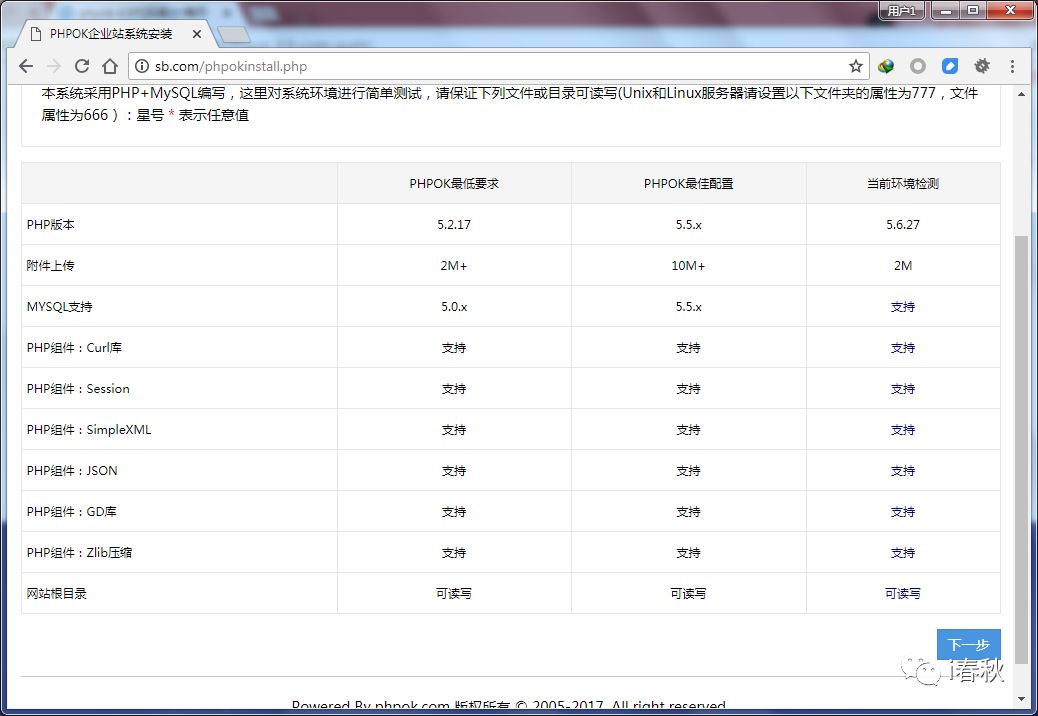 用户1
PHPOK企业站系统安装
sb.com/phpokinstall.php
本系统采用PHP+MySQL编写，这里对系统环境进行简单测试，请保证下列文件或目录可读写(Unix和Linux服务器请设置以下文件夹的属性为777，文件
属性为666）：星号 * 表示任意值
PHPOK最低要求 PHPOK最佳配置 当前环境检测
PHP版本 5.2.17 5.5.x 5.6.27
附件上传 2M+ 10M+ 2M
MYSQL支持 5.0.x 5.5.x 支持
PHP组件：Curl库 支持 支持 支持
PHP组件：Session 支持 支持 支持
PHP组件：SimpleXML 支持 支持 支持
PHP组件：JSON 支持 支持 支持
PHP组件：GD库 支持 支持 支持
PHP组件：Zlib压缩 支持 支持 支持
网站根目录 可读写 可读写 可读写
下一步
i春秋
Powered By phpok.com 版权所有 © 2005-2017, All right reserved